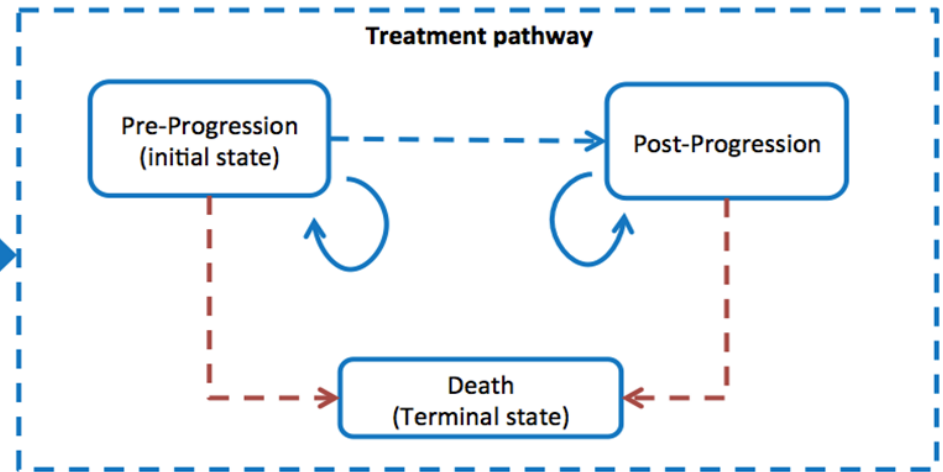 Treatment pathway
Pre-Progression
(initial state)
Post-Progression
Death
(Terminal state)